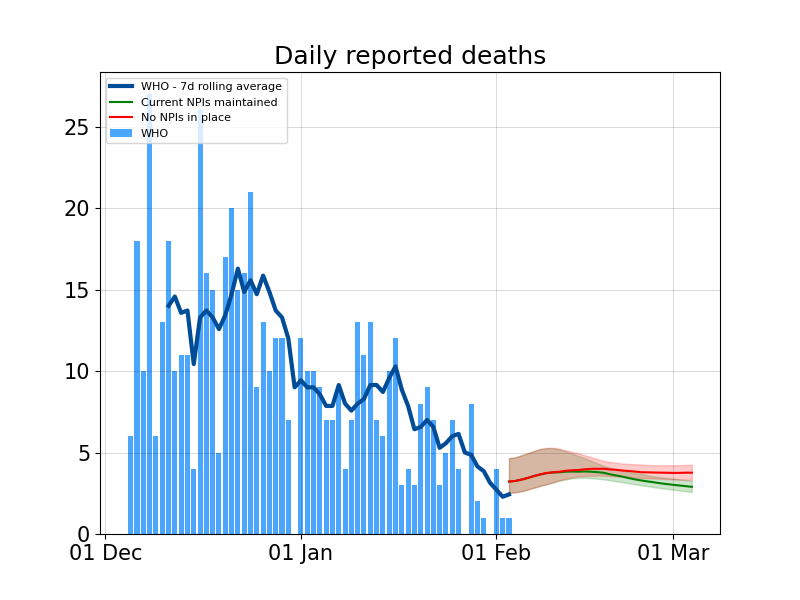 Daily reported deaths
WHO - 7d rolling average
Current NPIs maintained
No NPIs in place
WHO
25
20
15
10
5
0
01 Dec
01 Jan
01 Feb
01 Mar